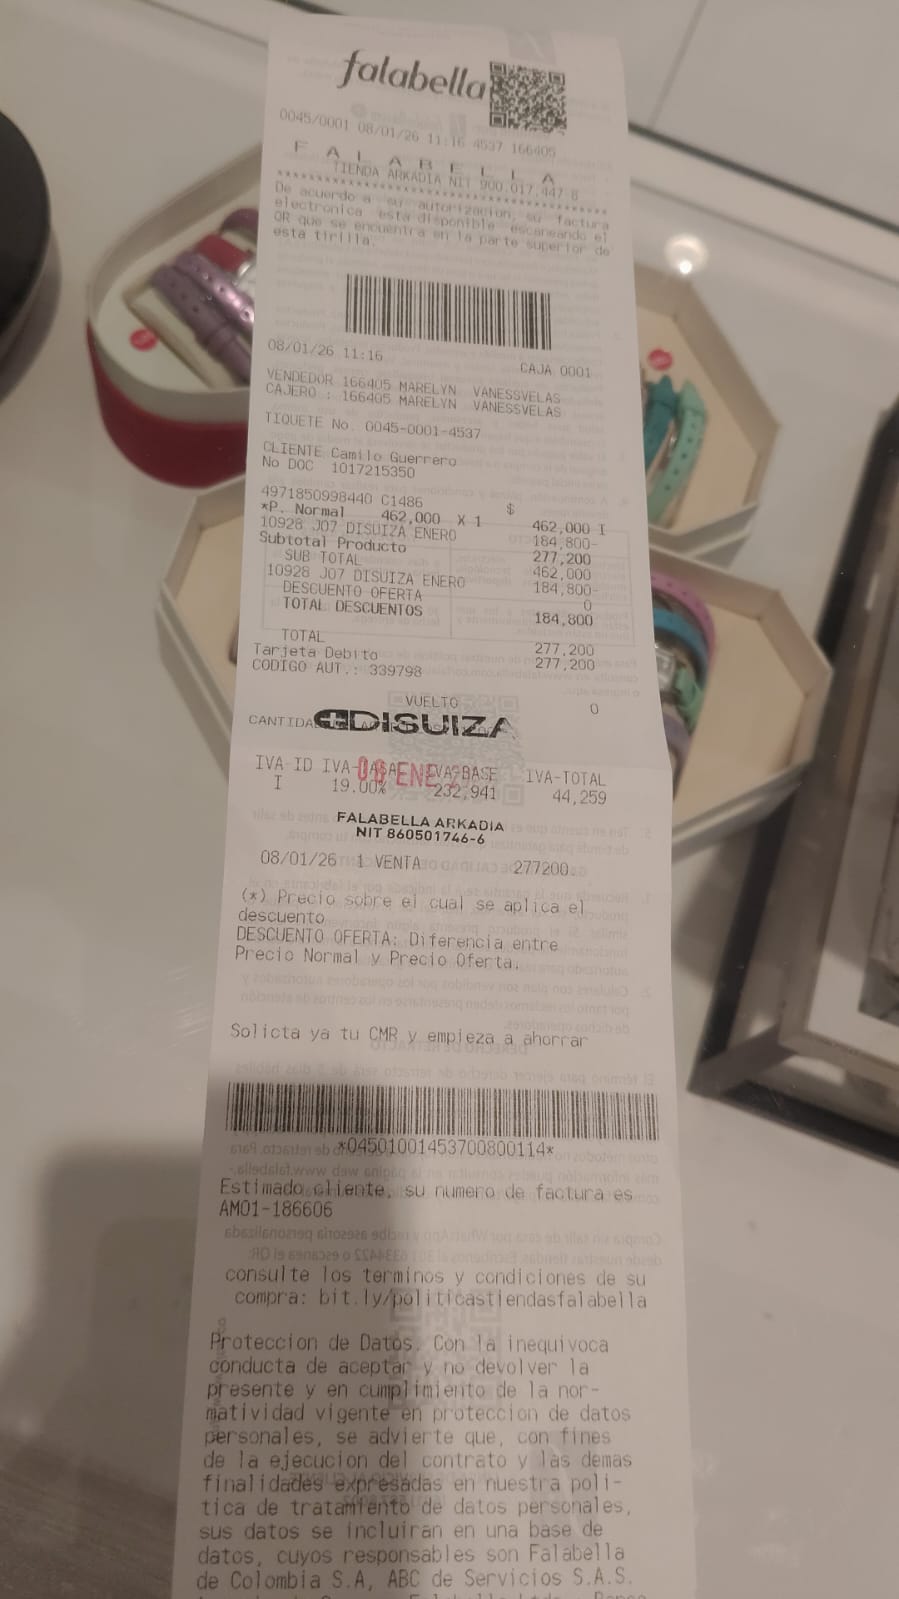 falabella
0045/0001 08/01/26 11:16 4537 166405
F A L A B E L L A
TIENDA ARKADIA NIT 900.017.447-8
************************************
De acuerdo a su autorizacion, su factura
electronica esta disponible escaneando el
QR que se encuentra en la parte superior de
esta tirilla.
08/01/26 11:16 CAJA 0001
VENDEDOR 166405 MARELYN VANESSVELAS
CAJERO : 166405 MARELYN VANESSVELAS
TIQUETE No. 0045-0001-4537
CLIENTE Camilo Guerrero
No DOC 1017215350
4971850998440 C1486 $
*P. Normal 462,000 X 1 462,000 I
10928 J07 DISUIZA ENERO 184,800-
Subtotal Producto 277,200
SUB TOTAL 462,000
10928 J07 DISUIZA ENERO 184,800-
DESCUENTO OFERTA 0
TOTAL DESCUENTOS 184,800
TOTAL 277,200
Tarjeta Debito 277,200
CODIGO AUT.: 339798
VUELTO 0
DISUIZA
IVA-ID IVA-TASA IVA-BASE IVA-TOTAL
I 19.00% 232,941 44,259
08 ENE
FALABELLA ARKADIA
NIT 860501746-6
08/01/26 1 VENTA 277200
(*) Precio sobre el cual se aplica el
descuento
DESCUENTO OFERTA: Diferencia entre
Precio Normal y Precio Oferta.
Solicta ya tu CMR y empieza a ahorrar
*04501001453700800114*
Estimado cliente, su numero de factura es
AM01-186606
consulte los terminos y condiciones de su
compra: bit.ly/politicastiendasfalabella
Proteccion de Datos. Con la inequivoca
conducta de aceptar y no devolver la
presente y en cumplimiento de la nor-
matividad vigente en proteccion de datos
personales, se advierte que, con fines
de la ejecucion del contrato y las demas
finalidades expresadas en nuestra poli-
tica de tratamiento de datos personales,
sus datos se incluiran en una base de
datos, cuyos responsables son Falabella
de Colombia S.A, ABC de Servicios S.A.S.